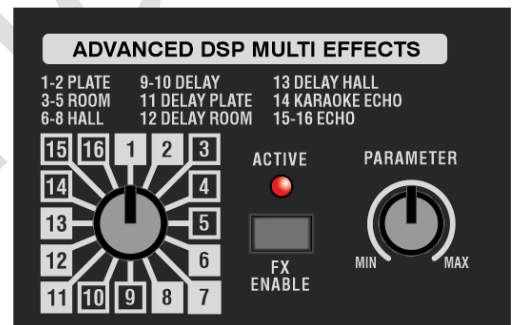 ADVANCED DSP MULTI EFFECTS
1-2 PLATE 9-10 DELAY 13 DELAY HALL
3-5 ROOM 11 DELAY PLATE 14 KARAOKE ECHO
6-8 HALL 12 DELAY ROOM 15-16 ECHO
15 16 1 2 3
14 4
13 5
12 6
11 10 9 8 7
ACTIVE
FX
ENABLE
PARAMETER
MIN MAX